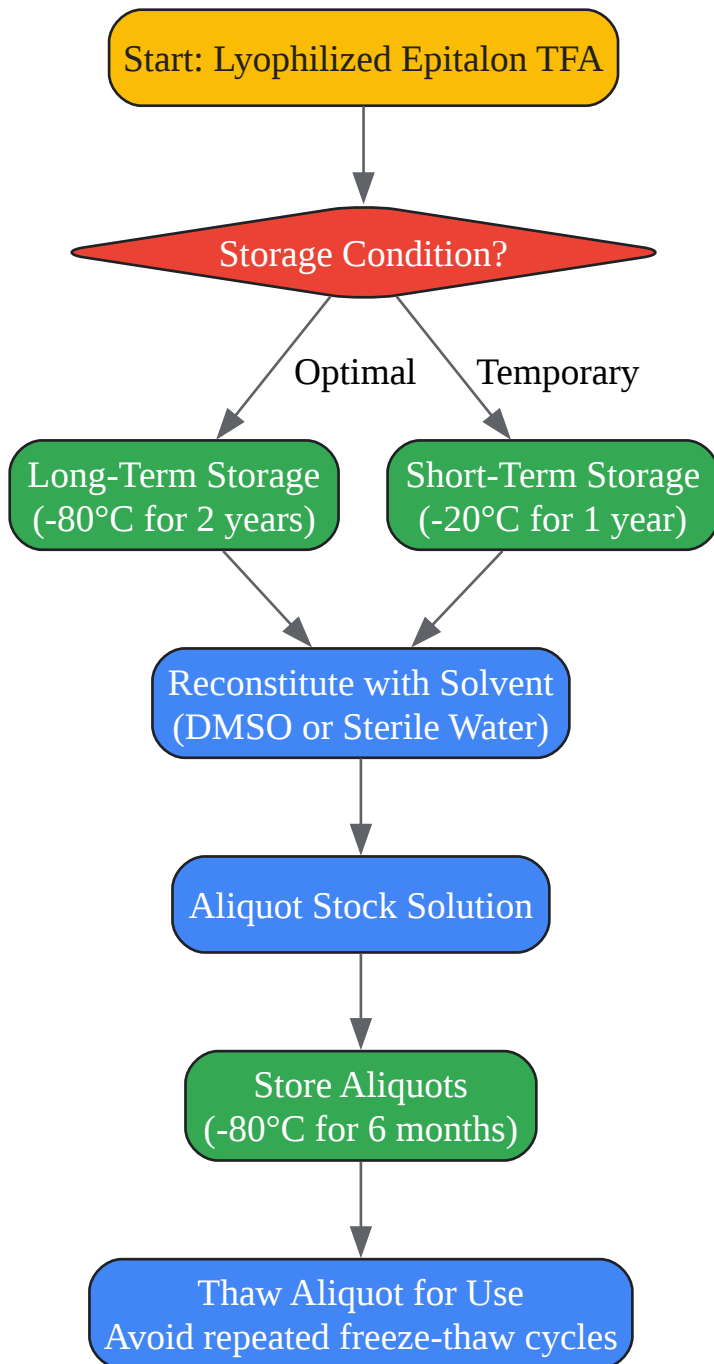 Start: Lyophilized Epitalon TFA
Storage Condition?
Optimal
Temporary
Long-Term Storage
(-80°C for 2 years)
Short-Term Storage
(-20°C for 1 year)
Reconstitute with Solvent
(DMSO or Sterile Water)
Aliquot Stock Solution
Store Aliquots
(-80°C for 6 months)
Thaw Aliquot for Use
Avoid repeated freeze-thaw cycles